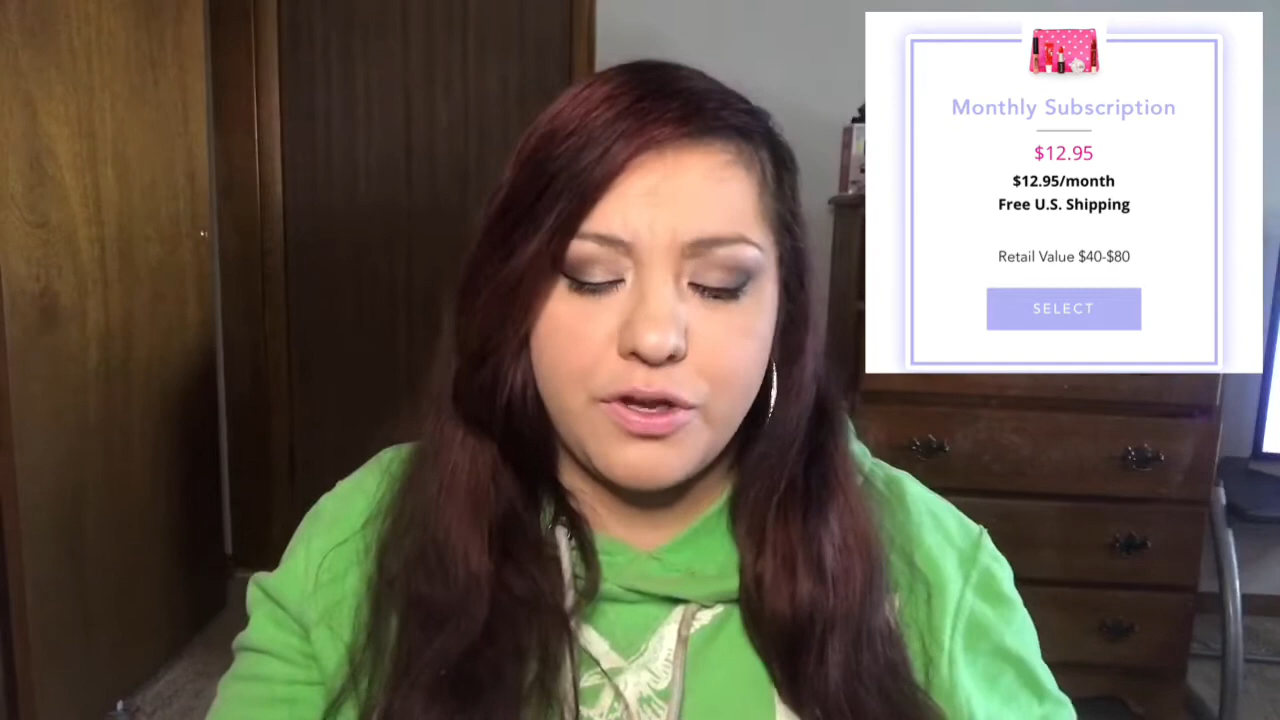 Monthly Subscription
$12.95
$12.95/month
Free U.S. Shipping
Retail Value $40-$80
SELECT